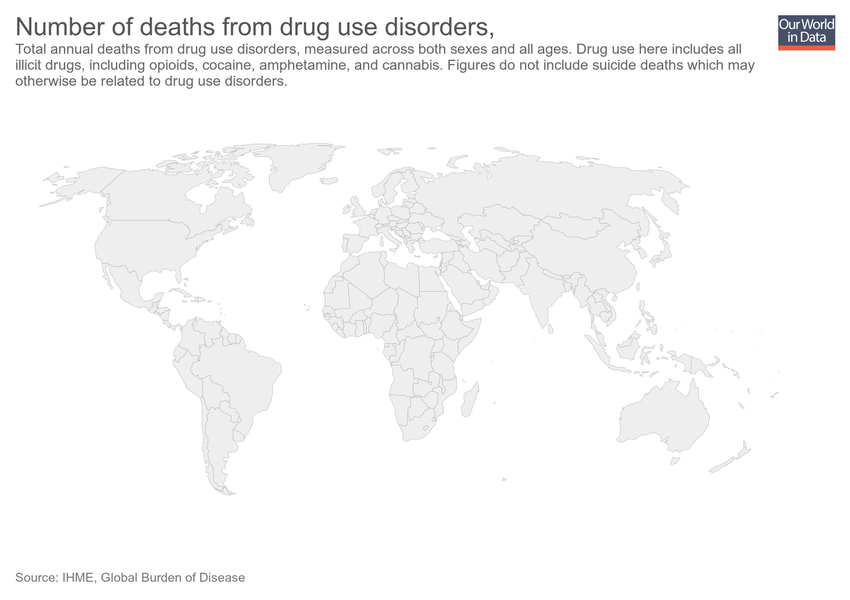 Number of deaths from drug use disorders,
Our World
in Data
Total annual deaths from drug use disorders, measured across both sexes and all ages. Drug use here includes all
illicit drugs, including opioids, cocaine, amphetamine, and cannabis. Figures do not include suicide deaths which may
otherwise be related to drug use disorders.
Source: IHME, Global Burden of Disease